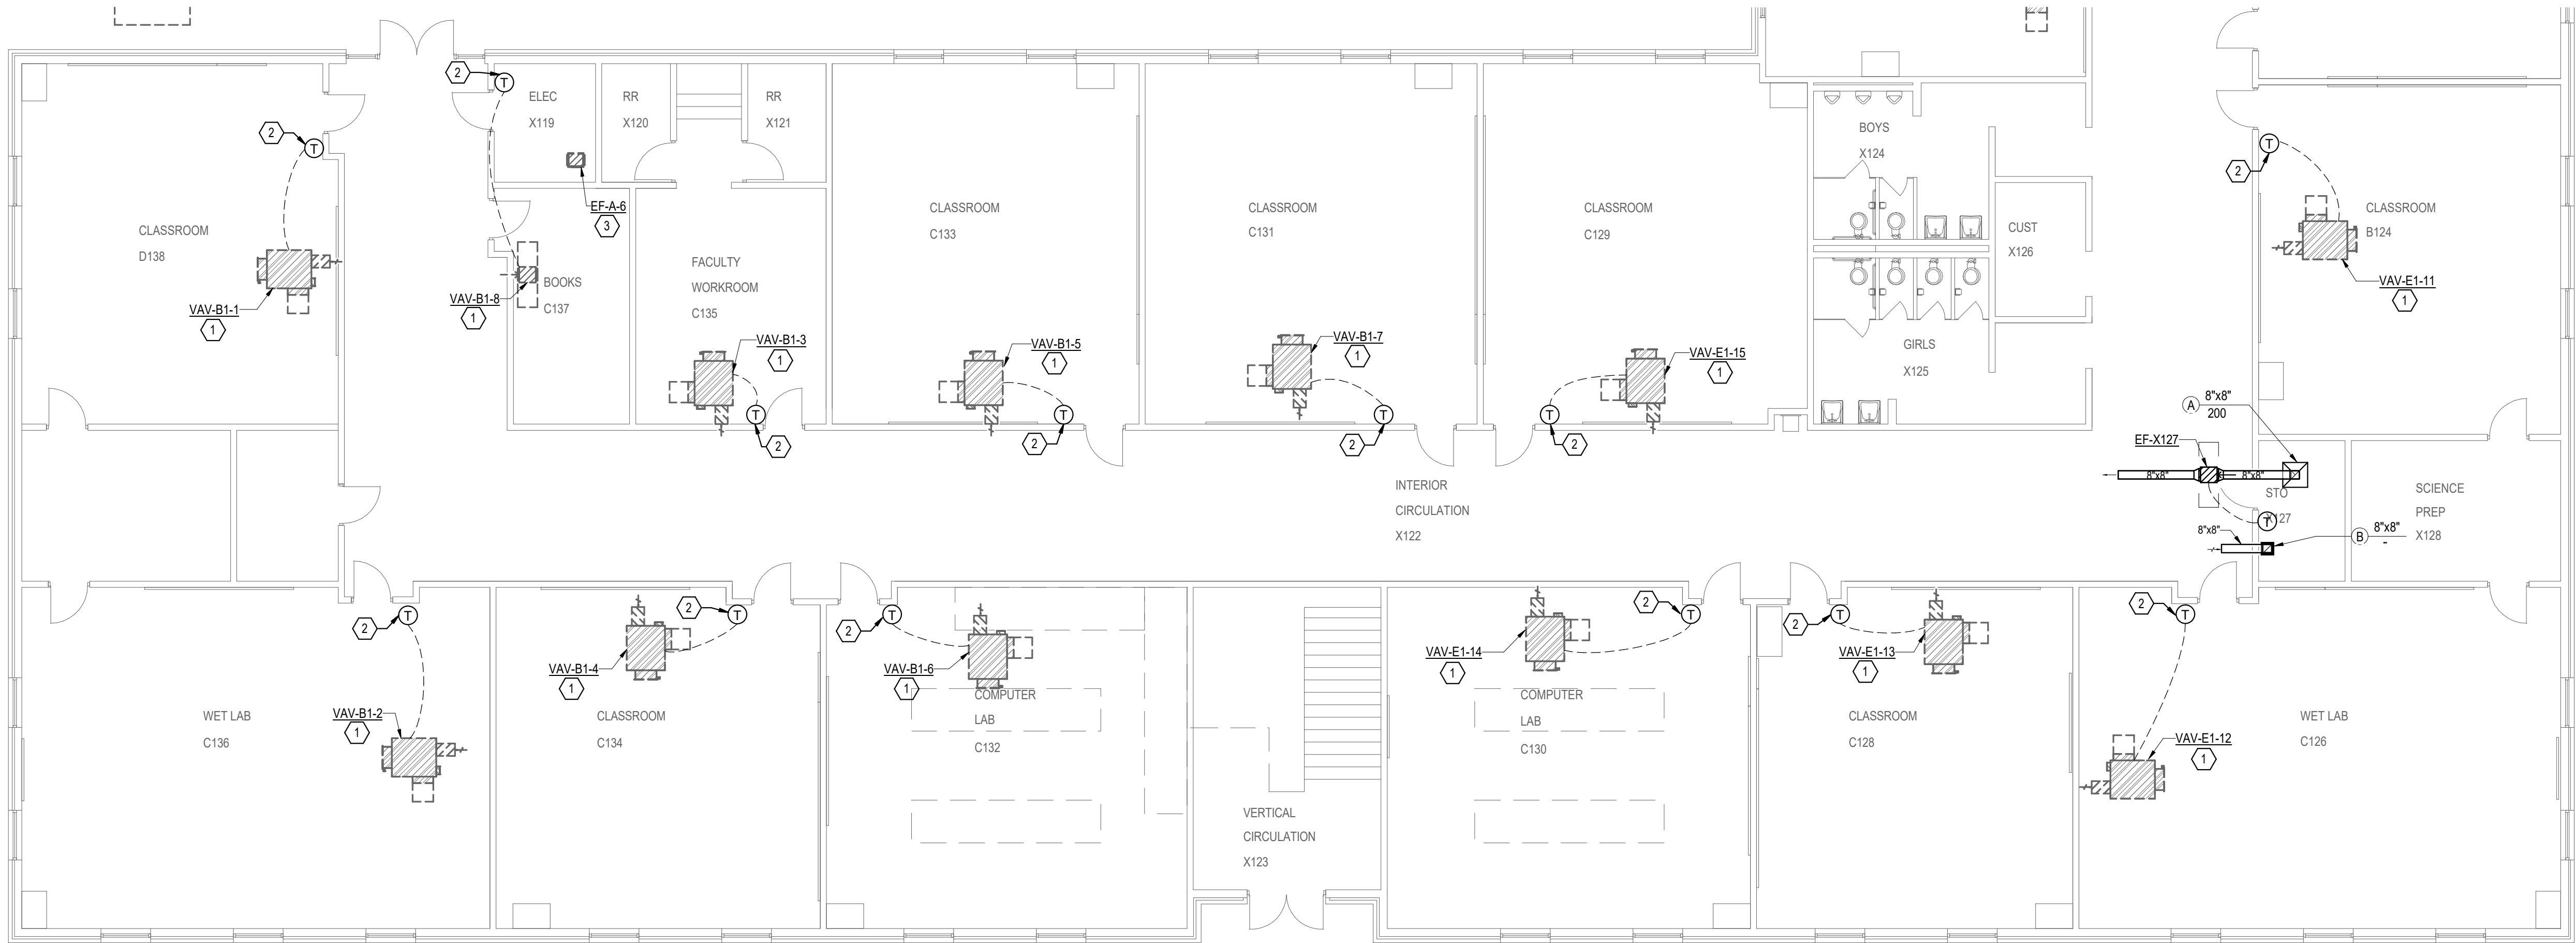 2
T
ELEC
X119
RR
X120
RR
X121
EF-A-6
3
2
T
CLASSROOM
D138
VAV-B1-1
1
VAV-B1-8
1
BOOKS
C137
FACULTY
WORKROOM
C135
VAV-B1-3
1
T
2
CLASSROOM
C133
VAV-B1-5
1
T
2
CLASSROOM
C131
VAV-B1-7
1
T
2
CLASSROOM
C129
VAV-E1-15
1
T
2
BOYS
X124
CUST
X126
GIRLS
X125
T
2
CLASSROOM
B124
VAV-E1-11
1
A 8"x8"
200
EF-X127
8"x8"
8"x8"
STO
X127
T
8"x8"
B 8"x8"
-
SCIENCE
PREP
X128
INTERIOR
CIRCULATION
X122
2
T
WET LAB
C136
VAV-B1-2
1
2
T
VAV-B1-4
1
CLASSROOM
C134
2
T
VAV-B1-6
1
COMPUTER
LAB
C132
VERTICAL
CIRCULATION
X123
2
T
VAV-E1-14
1
COMPUTER
LAB
C130
2
T
VAV-E1-13
1
CLASSROOM
C128
2
T
VAV-E1-12
1
WET LAB
C126